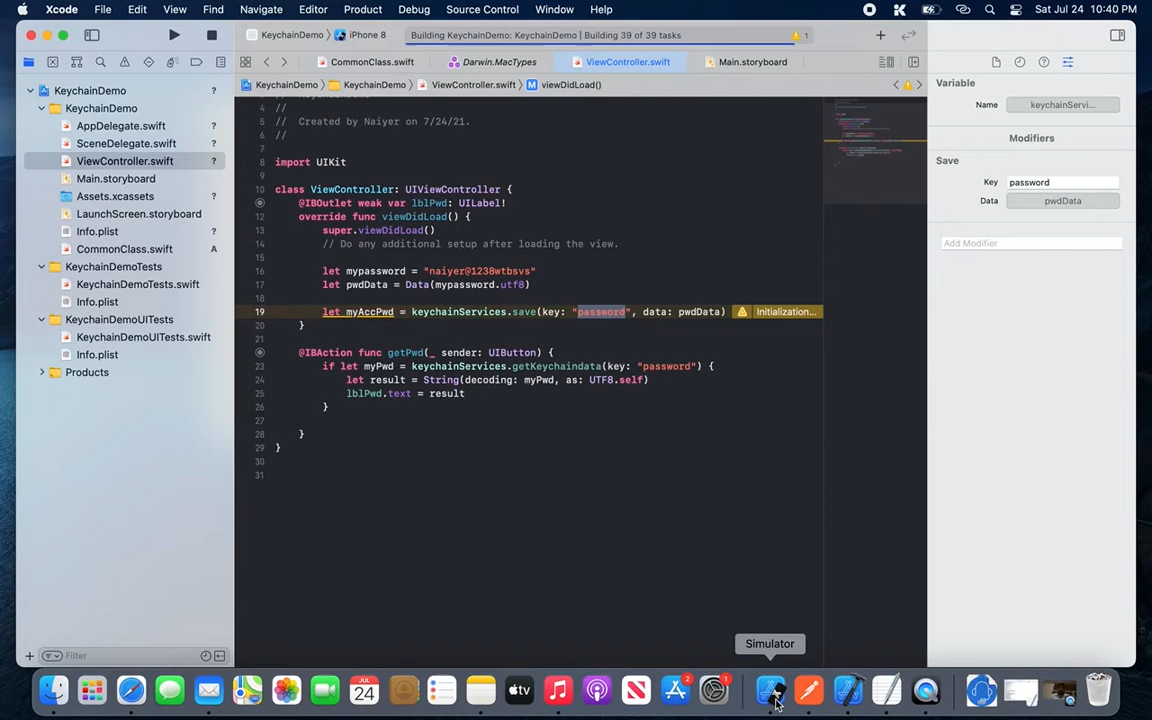 Xcode File Edit View Find Navigate Editor Product Debug Source Control Window Help Sat Jul 24 10:40 PM
KeychainDemo 〉 iPhone 8 Building KeychainDemo: KeychainDemo | Building 39 of 39 tasks 1
CommonClass.swift Darwin.MacTypes ViewController.swift Main.storyboard
KeychainDemo 〉 KeychainDemo 〉 ViewController.swift 〉 M viewDidLoad()
KeychainDemo
KeychainDemo
AppDelegate.swift ?
SceneDelegate.swift ?
ViewController.swift ?
Main.storyboard
Assets.xcassets ?
LaunchScreen.storyboard
Info.plist ?
CommonClass.swift A
KeychainDemoTests
KeychainDemoTests.swift ?
Info.plist
KeychainDemoUITests
KeychainDemoUITests.swift ?
Info.plist
Products
Filter
4 //
5 // Created by Naiyer on 7/24/21.
6 //
7
8 import UIKit
9
10 class ViewController: UIViewController {
@IBOutlet weak var lblPwd: UILabel!
12 override func viewDidLoad() {
13 super.viewDidLoad()
14 // Do any additional setup after loading the view.
15
16 let mypassword = "naiyer@1238wtbsvs"
17 let pwdData = Data(mypassword.utf8)
18
19 let myAccPwd = keychainServices.save(key: "password", data: pwdData) Initialization...
20 }
21
@IBAction func getPwd(_ sender: UIButton) {
23 if let myPwd = keychainServices.getKeychaindata(key: "password") {
24 let result = String(decoding: myPwd, as: UTF8.self)
25 lblPwd.text = result
26 }
27
28 }
29 }
30
31
Variable
Name keychainServi...
Modifiers
Save
Key password
Data pwdData
Add Modifier
Simulator
JUL
24
tv
2
1